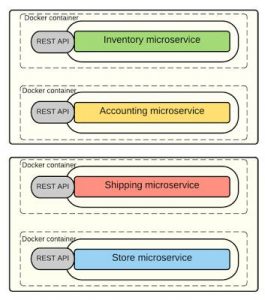 Docker container
REST API
Inventory microservice
Docker container
REST API
Accounting microservice
Docker container
REST API
Shipping microservice
Docker container
REST API
Store microservice